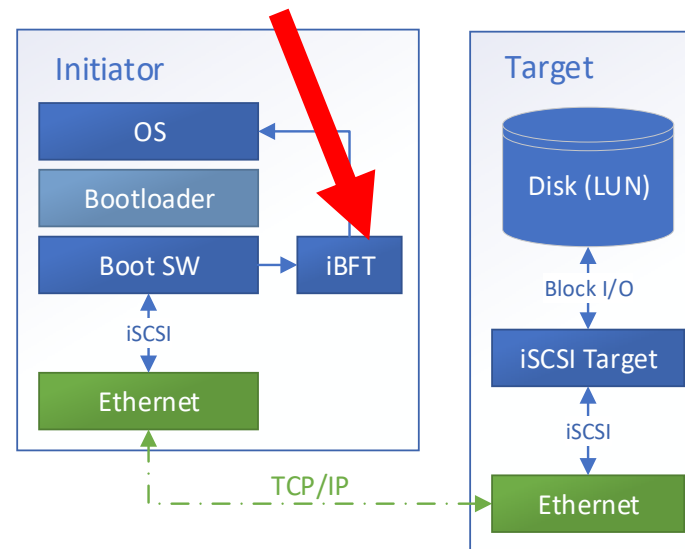 Initiator
OS
Bootloader
Boot SW
iBFT
iSCSI
Ethernet
TCP/IP
Target
Disk (LUN)
Block I/O
iSCSI Target
iSCSI
Ethernet